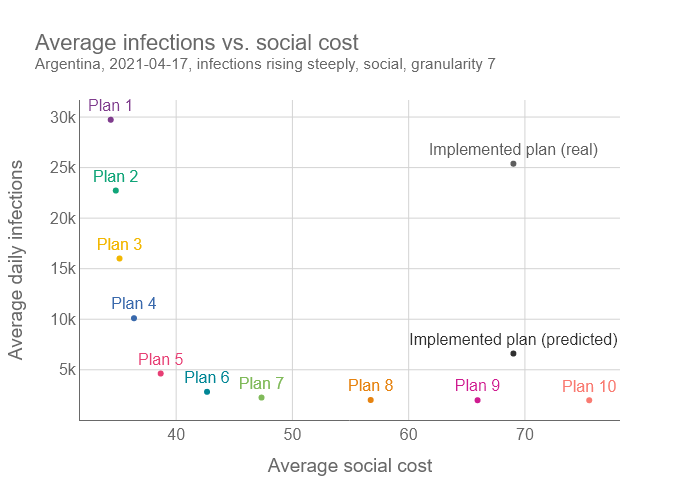 Average infections vs. social cost
Argentina, 2021-04-17, infections rising steeply, social, granularity 7
Plan 1
30k
Implemented plan (real)
25k
Plan 2
20k
Plan 3
15k
Plan 4
10k
Implemented plan (predicted)
Plan 5
5k
Plan 6
Plan 7
Plan 8
Plan 9
Plan 10
40
50
60
70
Average social cost
Average daily infections